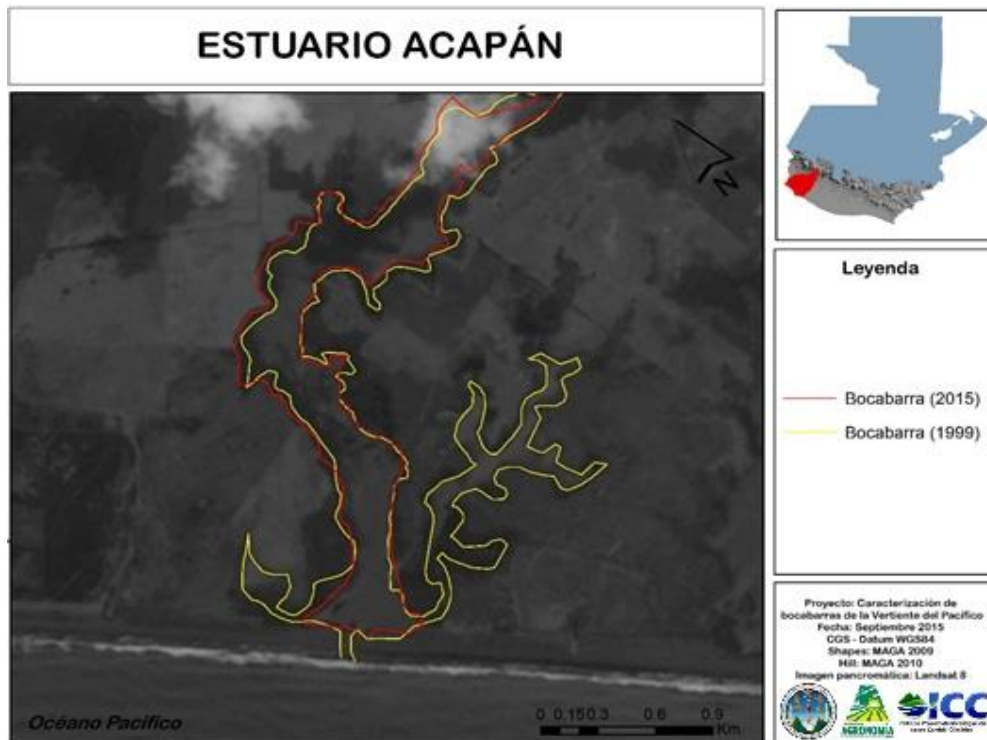 ESTUARIO ACAPÁN
N
Leyenda
Bocabarra (2015)
Bocabarra (1999)
Proyecto: Caracterización de
bocabarras de la Vertiente del Pacífico
Fecha: Septiembre 2015
CGS - Datum WGS84
Shapes: MAGA 2009
Hill: MAGA 2010
Imagen pancromática: Landsat 8
AGRONOMIA
ICC
Océano Pacífico
0 0.15 0.3 0.6 0.9
Km